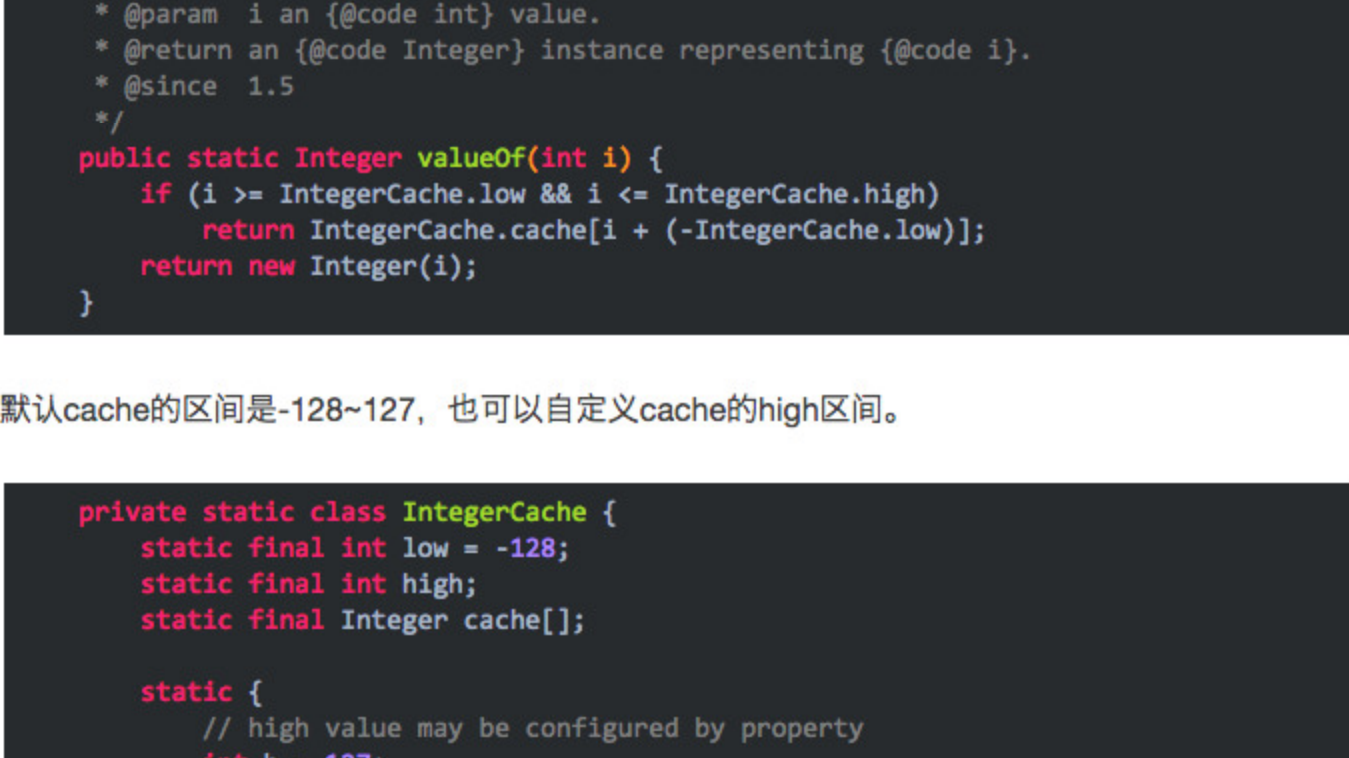 * @param  i an {@code int} value.
* @return an {@code Integer} instance representing {@code i}.
* @since  1.5
*/
public static Integer valueOf(int i) {
if (i >= IntegerCache.low && i <= IntegerCache.high)
return IntegerCache.cache[i + (-IntegerCache.low)];
return new Integer(i);
}
默认cache的区间是-128~127，也可以自定义cache的high区间。
private static class IntegerCache {
static final int low = -128;
static final int high;
static final Integer cache[];
static {
// high value may be configured by property